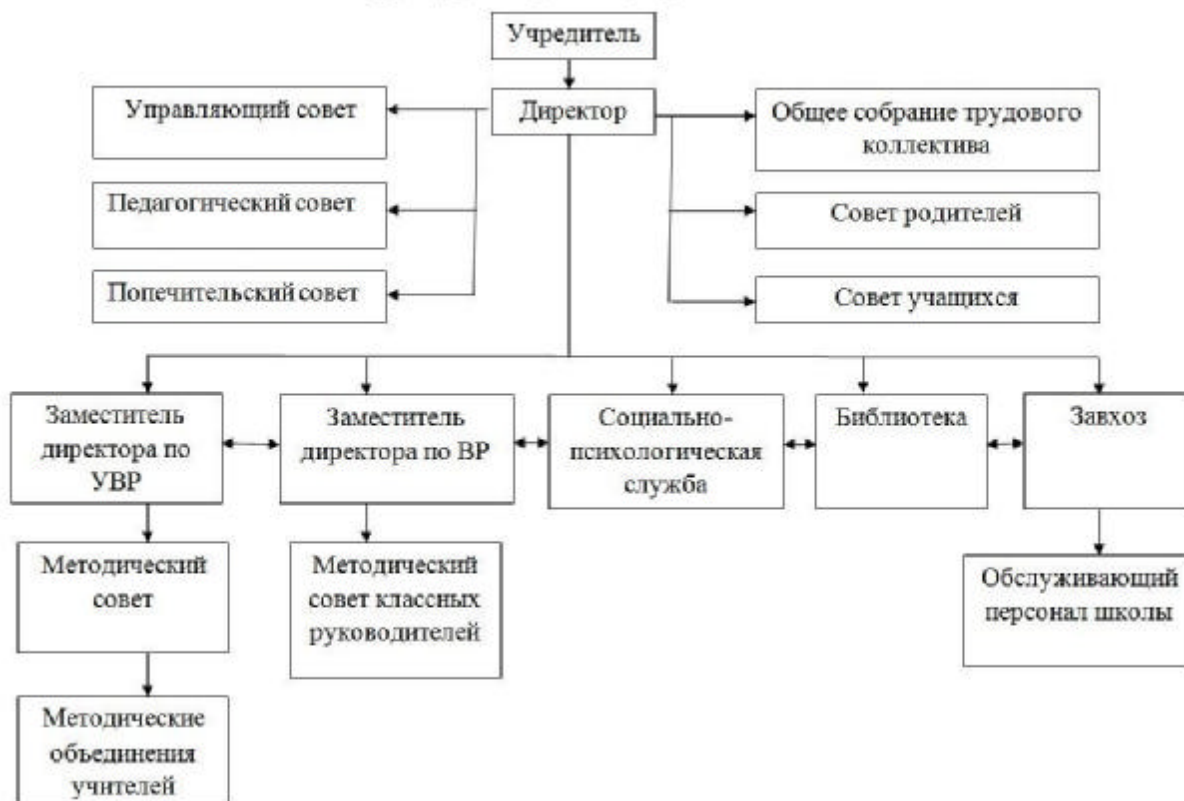 Учредитель
Директор
Управляющий совет
Педагогический совет
Попечительский совет
Общее собрание трудового
коллектива
Совет родителей
Совет учащихся
Заместитель
директора по
УВР
Заместитель
директора по ВР
Социально-
психологическая
служба
Библиотека
Завхоз
Методический
совет
Методический
совет классных
руководителей
Обслуживающий
персонал школы
Методические
объединения
учителей